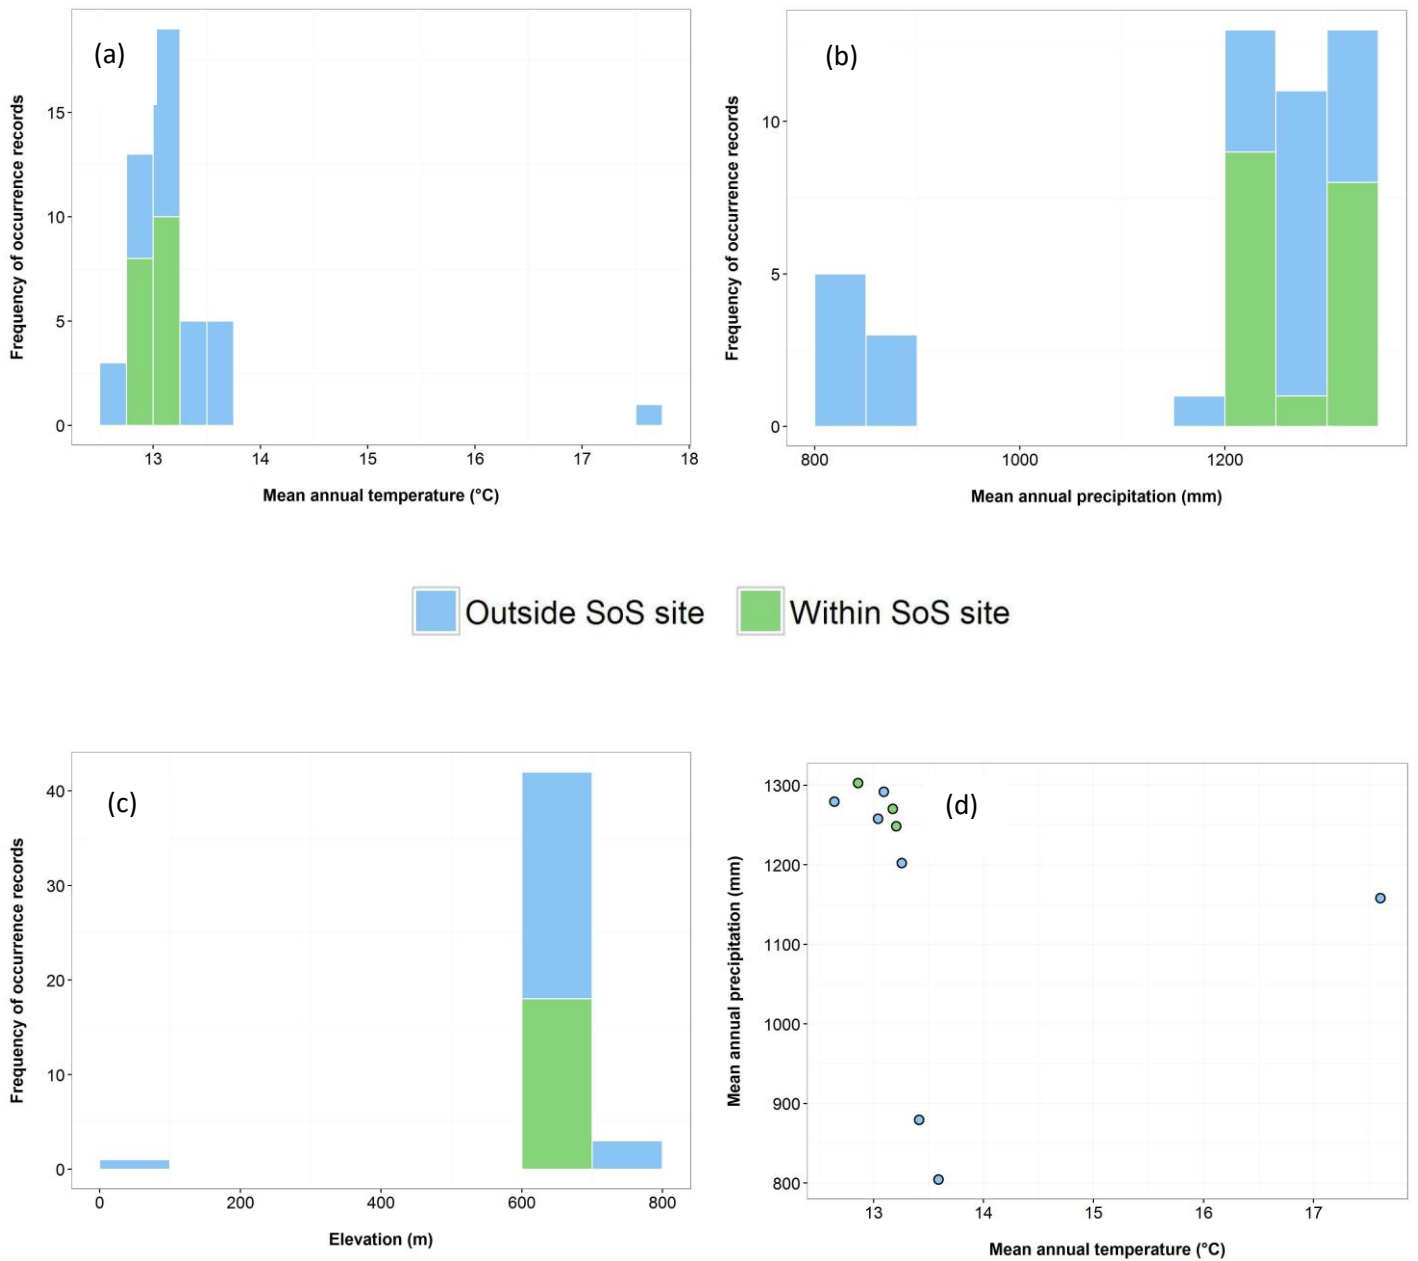 (a)
Frequency of occurrence records
15
10
5
0
13 14 15 16 17 18
Mean annual temperature (°C)
(b)
Frequency of occurrence records
10
5
0
800 1000 1200
Mean annual precipitation (mm)
Outside SoS site Within SoS site
(c)
Frequency of occurrence records
40
30
20
10
0
0 200 400 600 800
Elevation (m)
(d)
Mean annual precipitation (mm)
1300
1200
1100
1000
900
800
13 14 15 16 17
Mean annual temperature (°C)